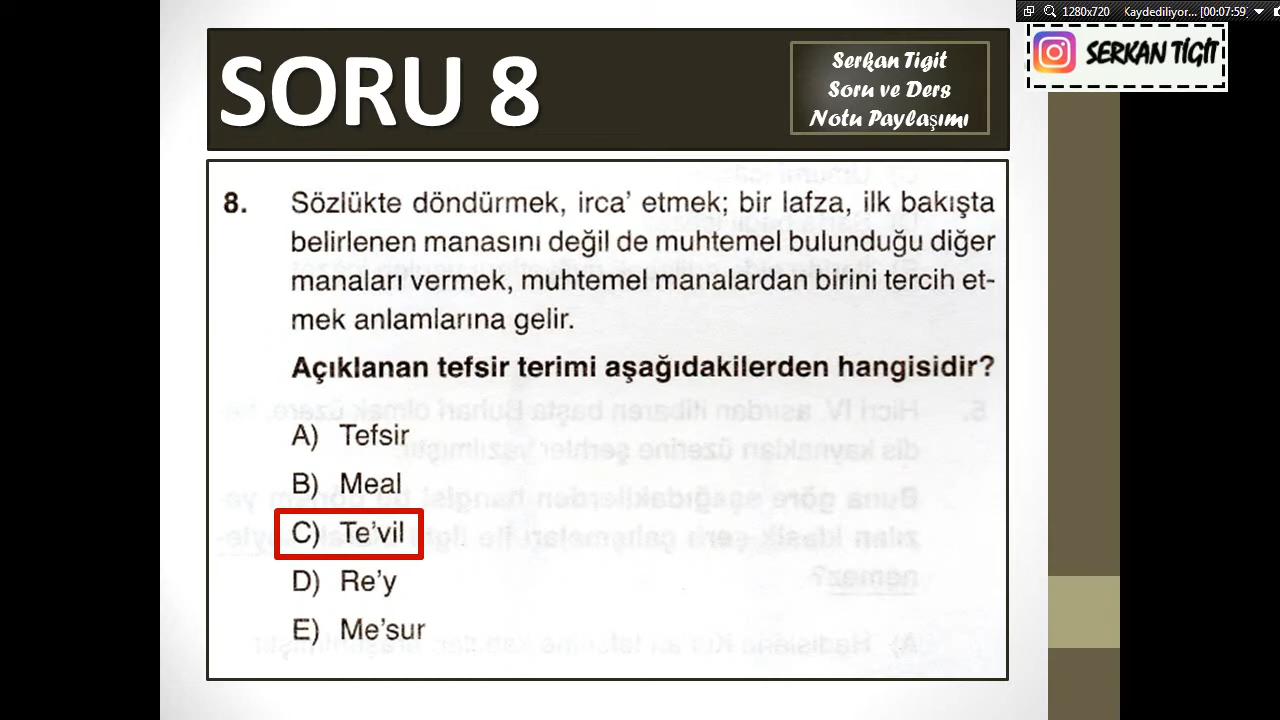 1280x720 Kaydediliyor... [00:07:59]
SERKAN TİGİT
SORU 8
Serkan Tigit
Soru ve Ders
Notu Paylaşımı
8. Sözlükte döndürmek, irca’ etmek; bir lafza, ilk bakışta
belirlenen manasını değil de muhtemel bulunduğu diğer
manaları vermek, muhtemel manalardan birini tercih et-
mek anlamlarına gelir.
Açıklanan tefsir terimi aşağıdakilerden hangisidir?
A) Tefsir
B) Meal
C) Te’vil
D) Re’y
E) Me’sur